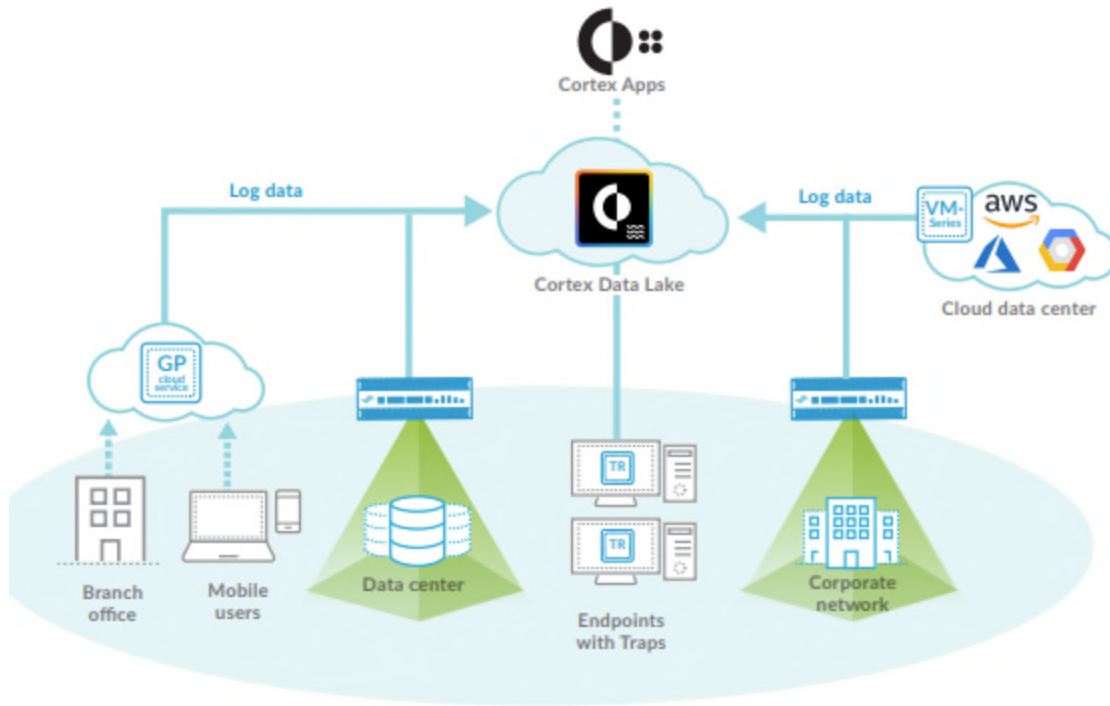 Cortex Apps
Log data
Log data
VM-
Series
aws
Cortex Data Lake
Cloud data center
GP
cloud
service
TR
TR
Branch
office
Mobile
users
Data center
Endpoints
with Traps
Corporate
network